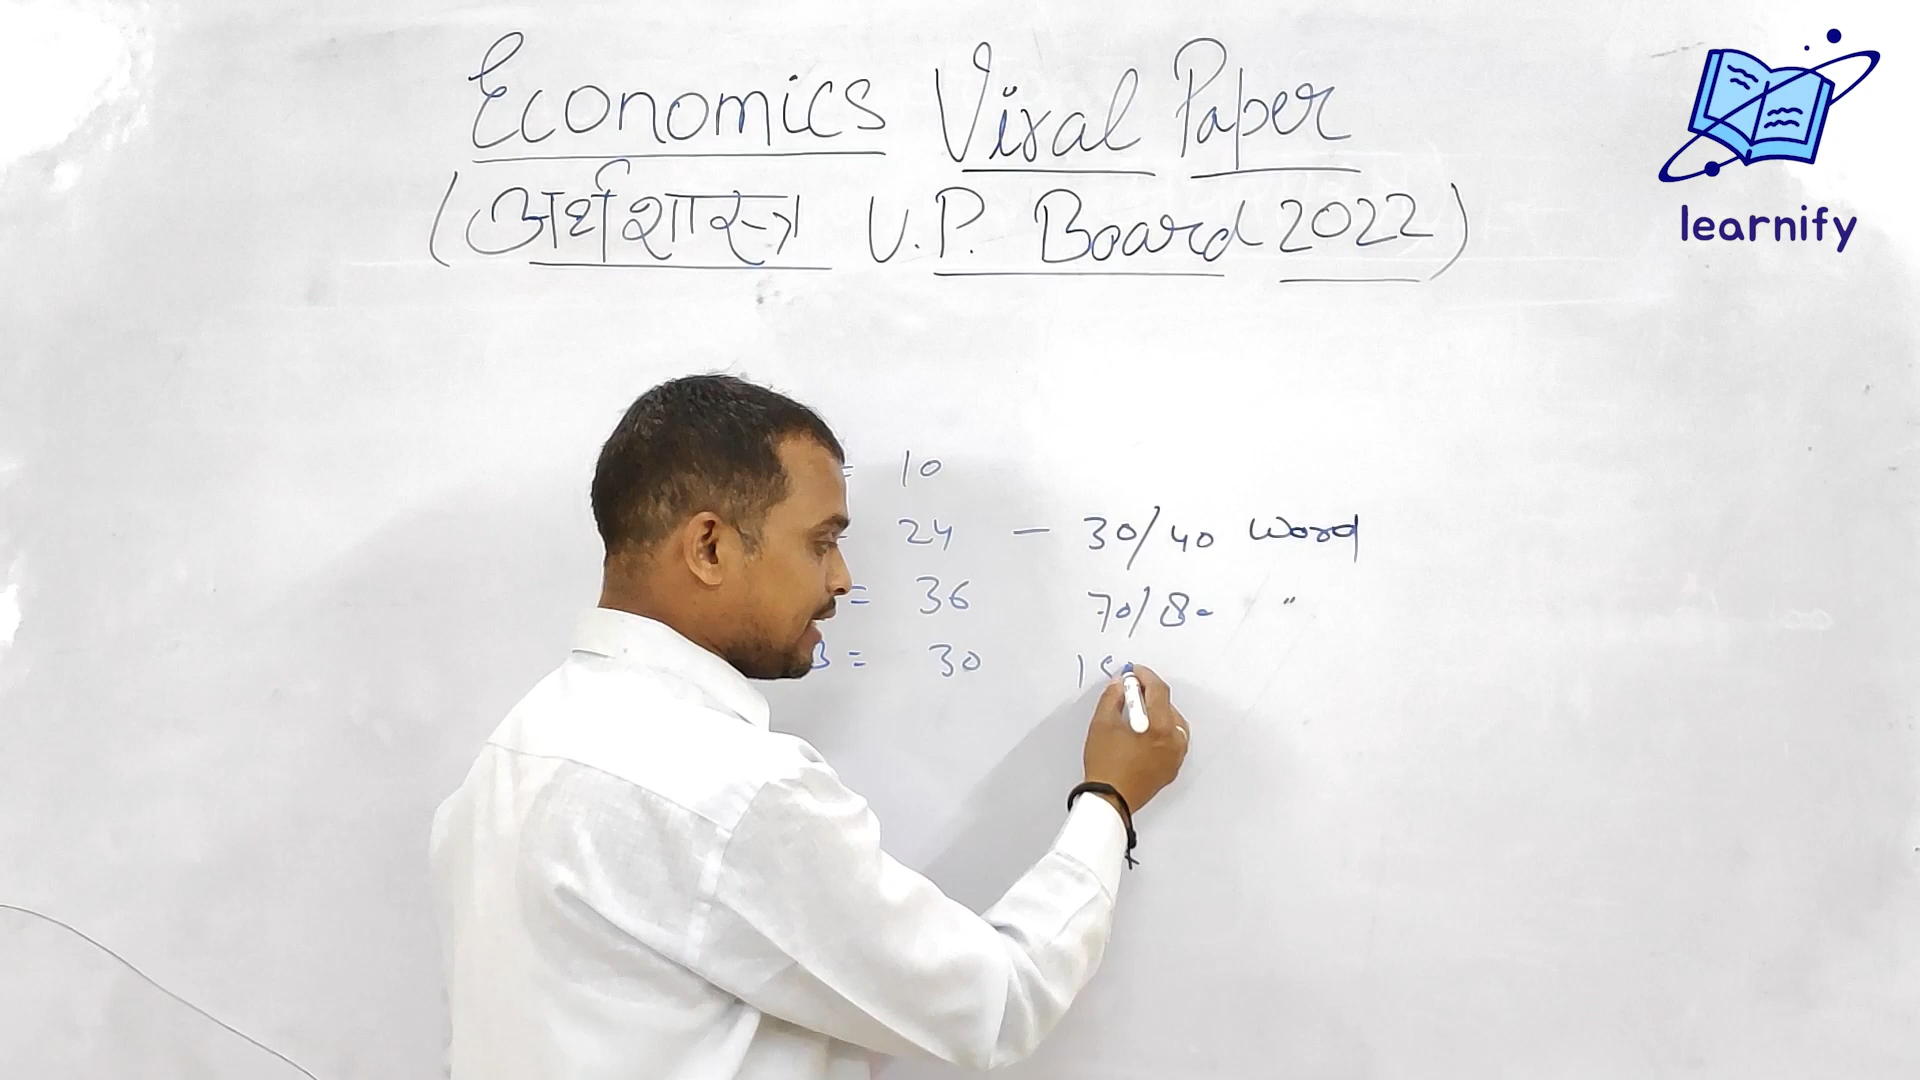 Economics Viral Paper
(अर्थशास्त्र U.P. Board 2022)
learnify
= 10
= 24 — 30/40 Word
= 36 70/80 "
B = 30